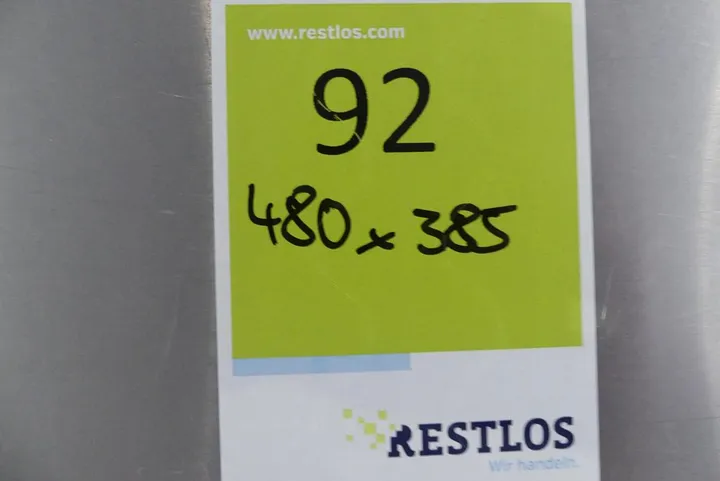 www.restlos.com
92
480 x 385
RESTLOS
Wir handeln.